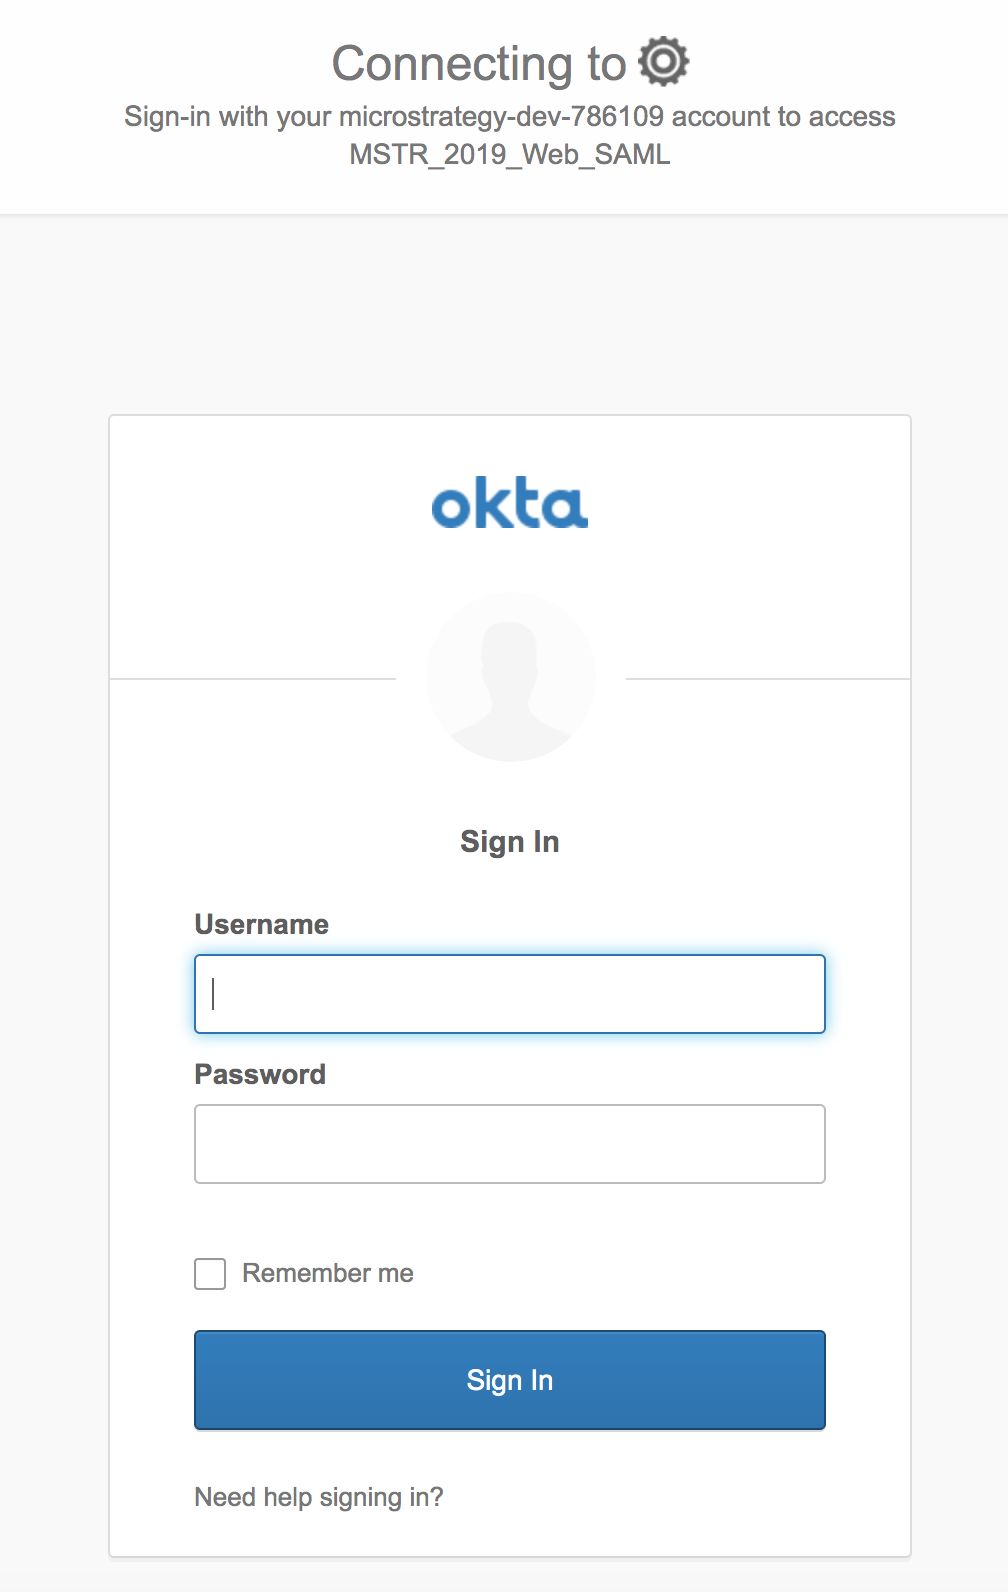 Connecting to
Sign-in with your microstrategy-dev-786109 account to access
MSTR_2019_Web_SAML
okta
Sign In
Username
Password
Remember me
Sign In
Need help signing in?